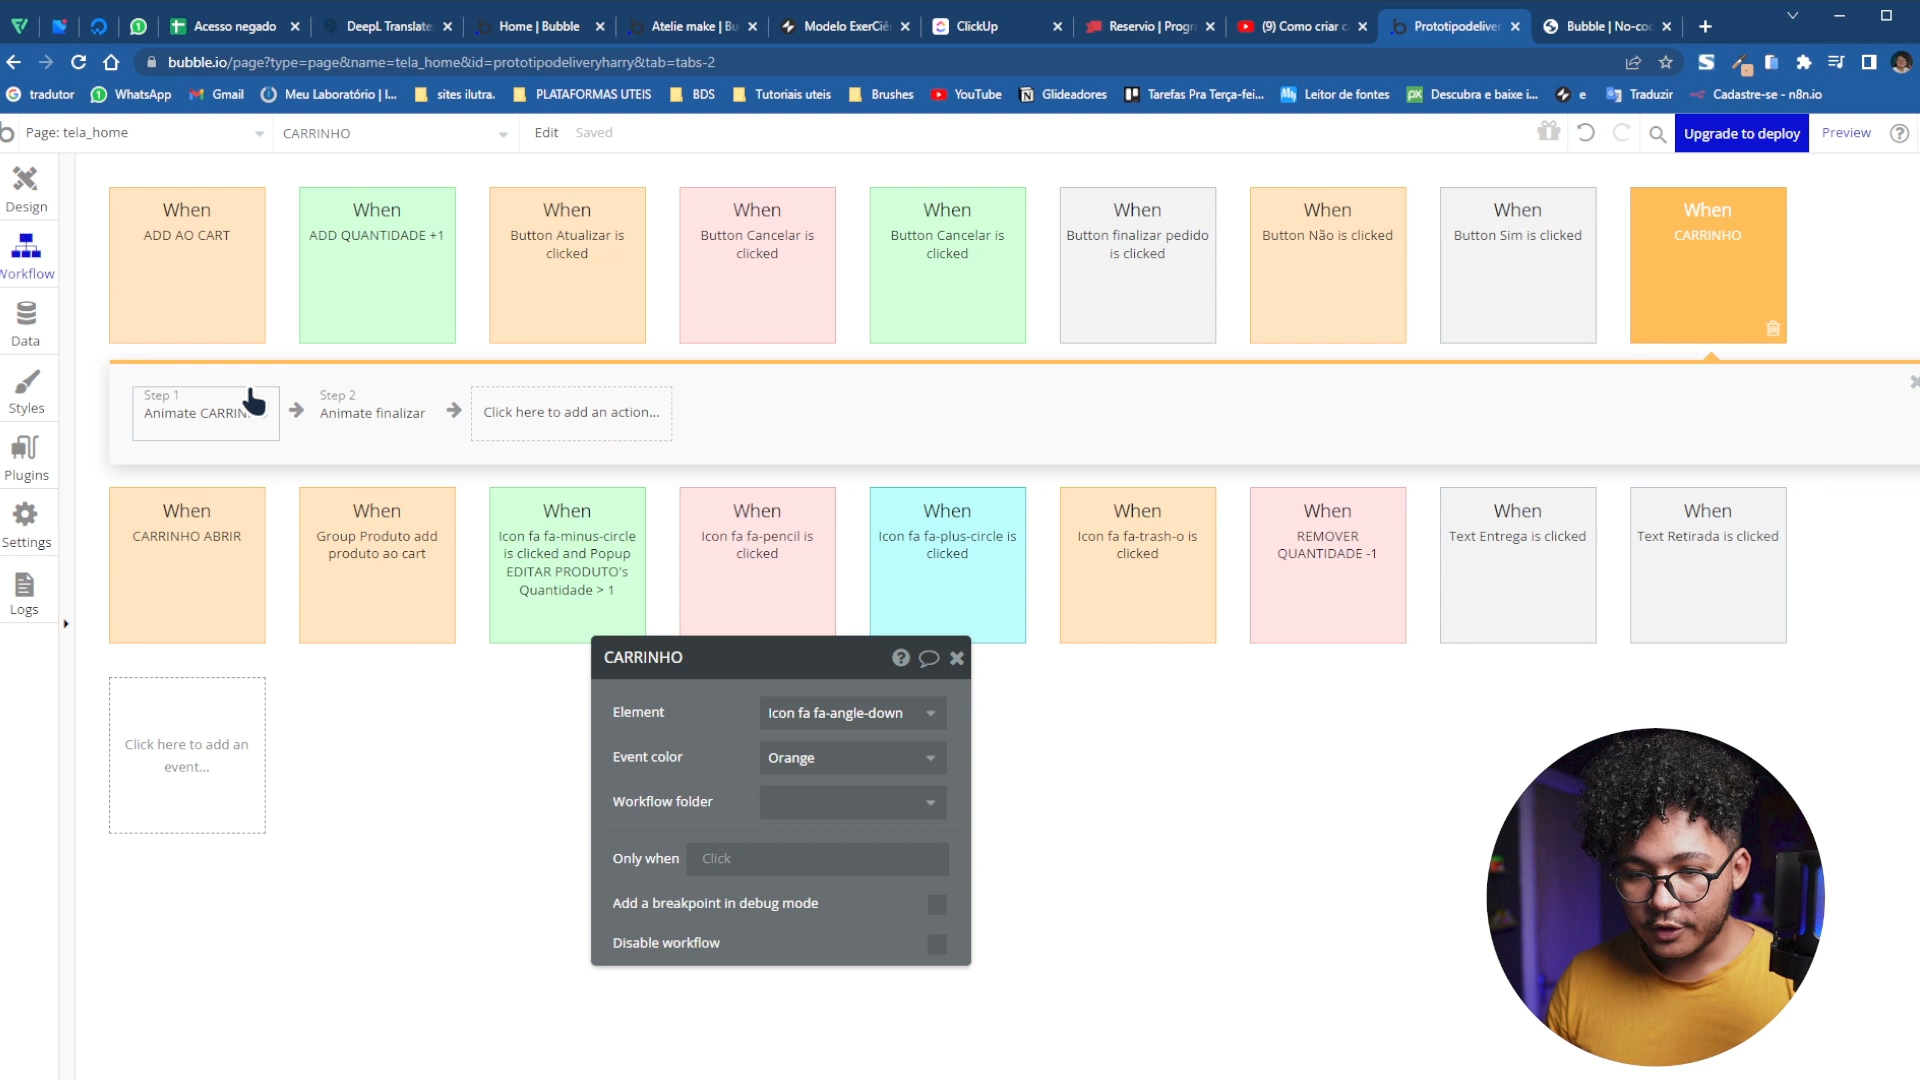 Acesso negado
DeepL Translate
Home | Bubble
Atelie make | Bu
Modelo ExerCiê
ClickUp
Reservio | Progr
(9) Como criar c
Prototipodeliver
Bubble | No-co
bubble.io/page?type=page&name=tela_home&id=prototipodeliveryharry&tab=tabs-2
tradutor
WhatsApp
Gmail
Meu Laboratório | I...
sites ilutra.
PLATAFORMAS UTEIS
BDS
Tutoriais uteis
Brushes
YouTube
Glideadores
Tarefas Pra Terça-fei...
Leitor de fontes
Descubra e baixe i...
e
Traduzir
Cadastre-se - n8n.io
Page: tela_home
CARRINHO
Edit
Saved
Upgrade to deploy
Preview
Design
Workflow
Data
Styles
Plugins
Settings
Logs
When
ADD AO CART
When
ADD QUANTIDADE +1
When
Button Atualizar is
clicked
When
Button Cancelar is
clicked
When
Button Cancelar is
clicked
When
Button finalizar pedido
is clicked
When
Button Não is clicked
When
Button Sim is clicked
When
CARRINHO
Step 1
Animate CARRIN
Step 2
Animate finalizar
Click here to add an action...
When
CARRINHO ABRIR
When
Group Produto add
produto ao cart
When
Icon fa fa-minus-circle
is clicked and Popup
EDITAR PRODUTO's
Quantidade > 1
When
Icon fa fa-pencil is
clicked
When
Icon fa fa-plus-circle is
clicked
When
Icon fa fa-trash-o is
clicked
When
REMOVER
QUANTIDADE -1
When
Text Entrega is clicked
When
Text Retirada is clicked
Click here to add an
event...
CARRINHO
Element
Icon fa fa-angle-down
Event color
Orange
Workflow folder
Only when
Click
Add a breakpoint in debug mode
Disable workflow